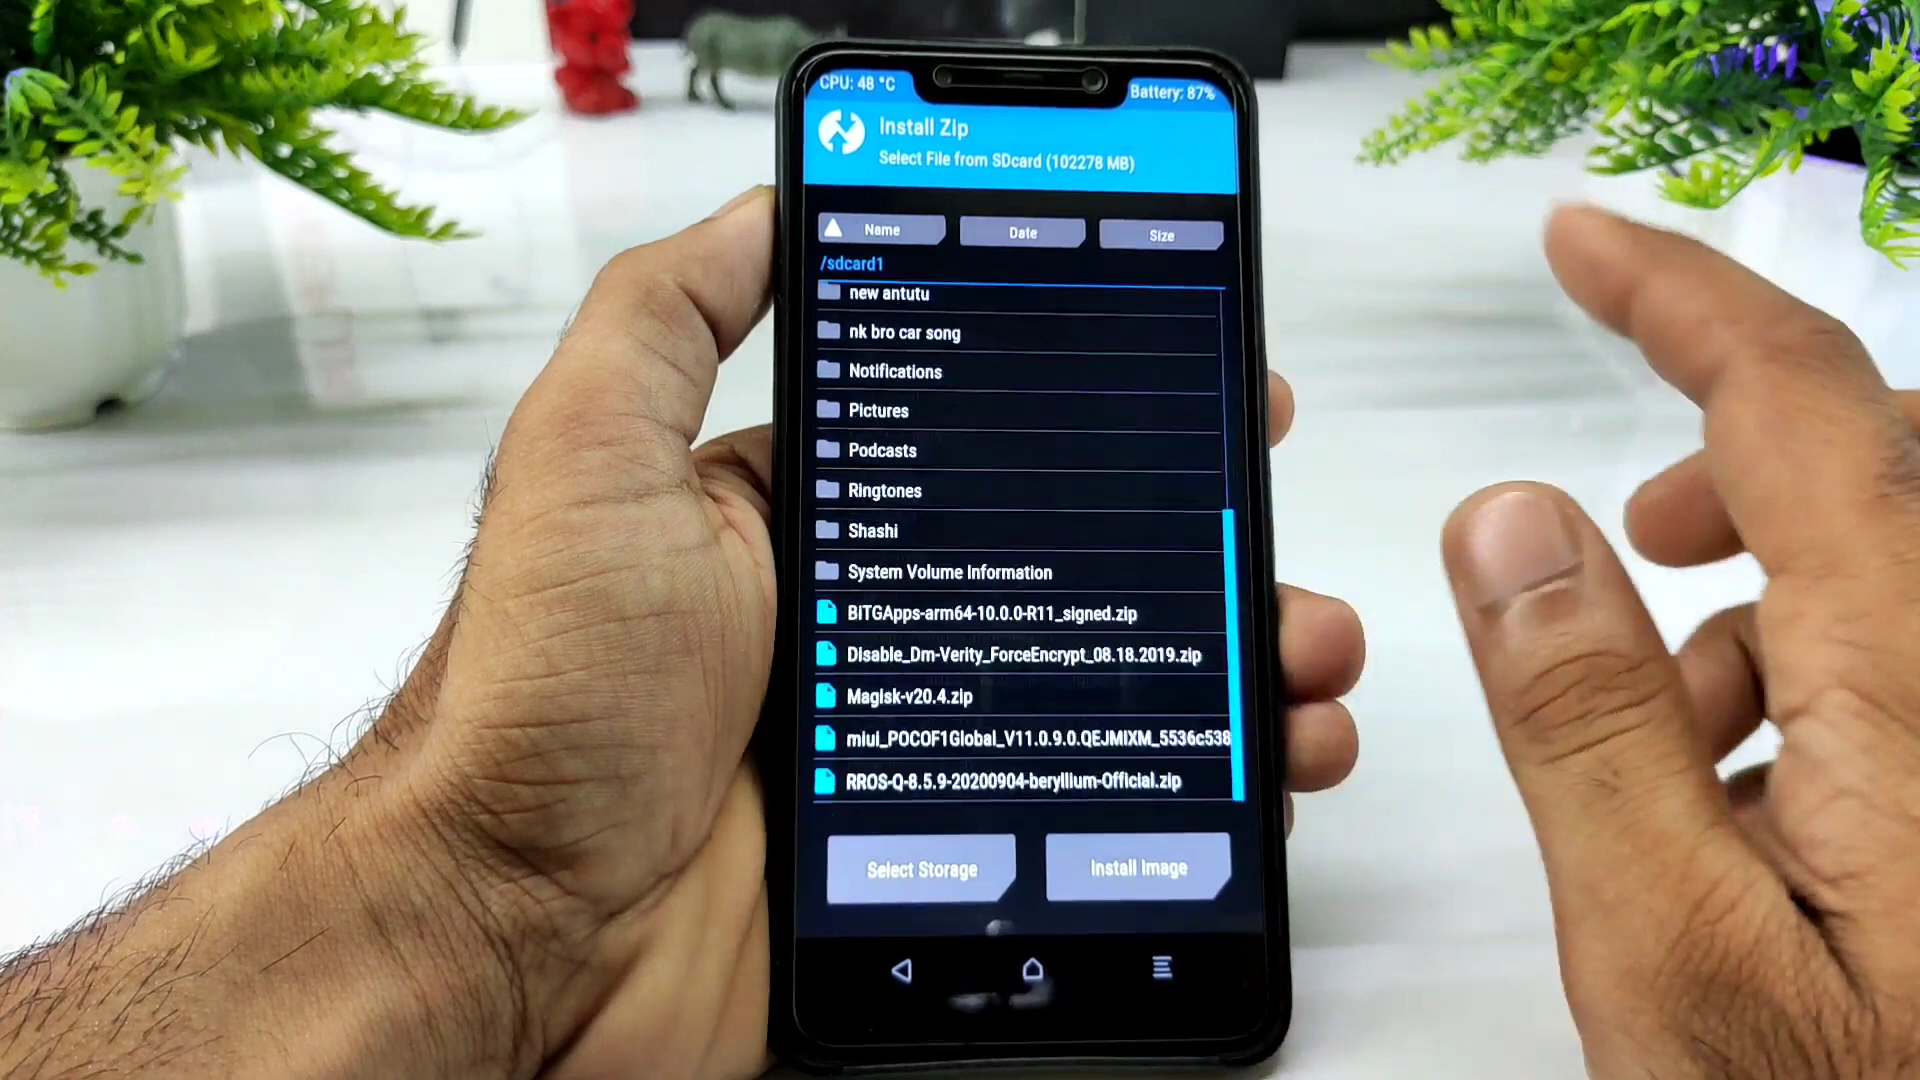 CPU: 48 °C
Battery: 87%
Install Zip
Select File from SDcard (102278 MB)
Name Date Size
/sdcard1
new antutu
nk bro car song
Notifications
Pictures
Podcasts
Ringtones
Shashi
System Volume Information
BITGApps-arm64-10.0.0-R11_signed.zip
Disable_Dm-Verity_ForceEncrypt_08.18.2019.zip
Magisk-v20.4.zip
miui_POCOF1Global_V11.0.9.0.QEJMIXM_5536c538
RROS-Q-8.5.9-20200904-beryllium-Official.zip
Select Storage Install Image